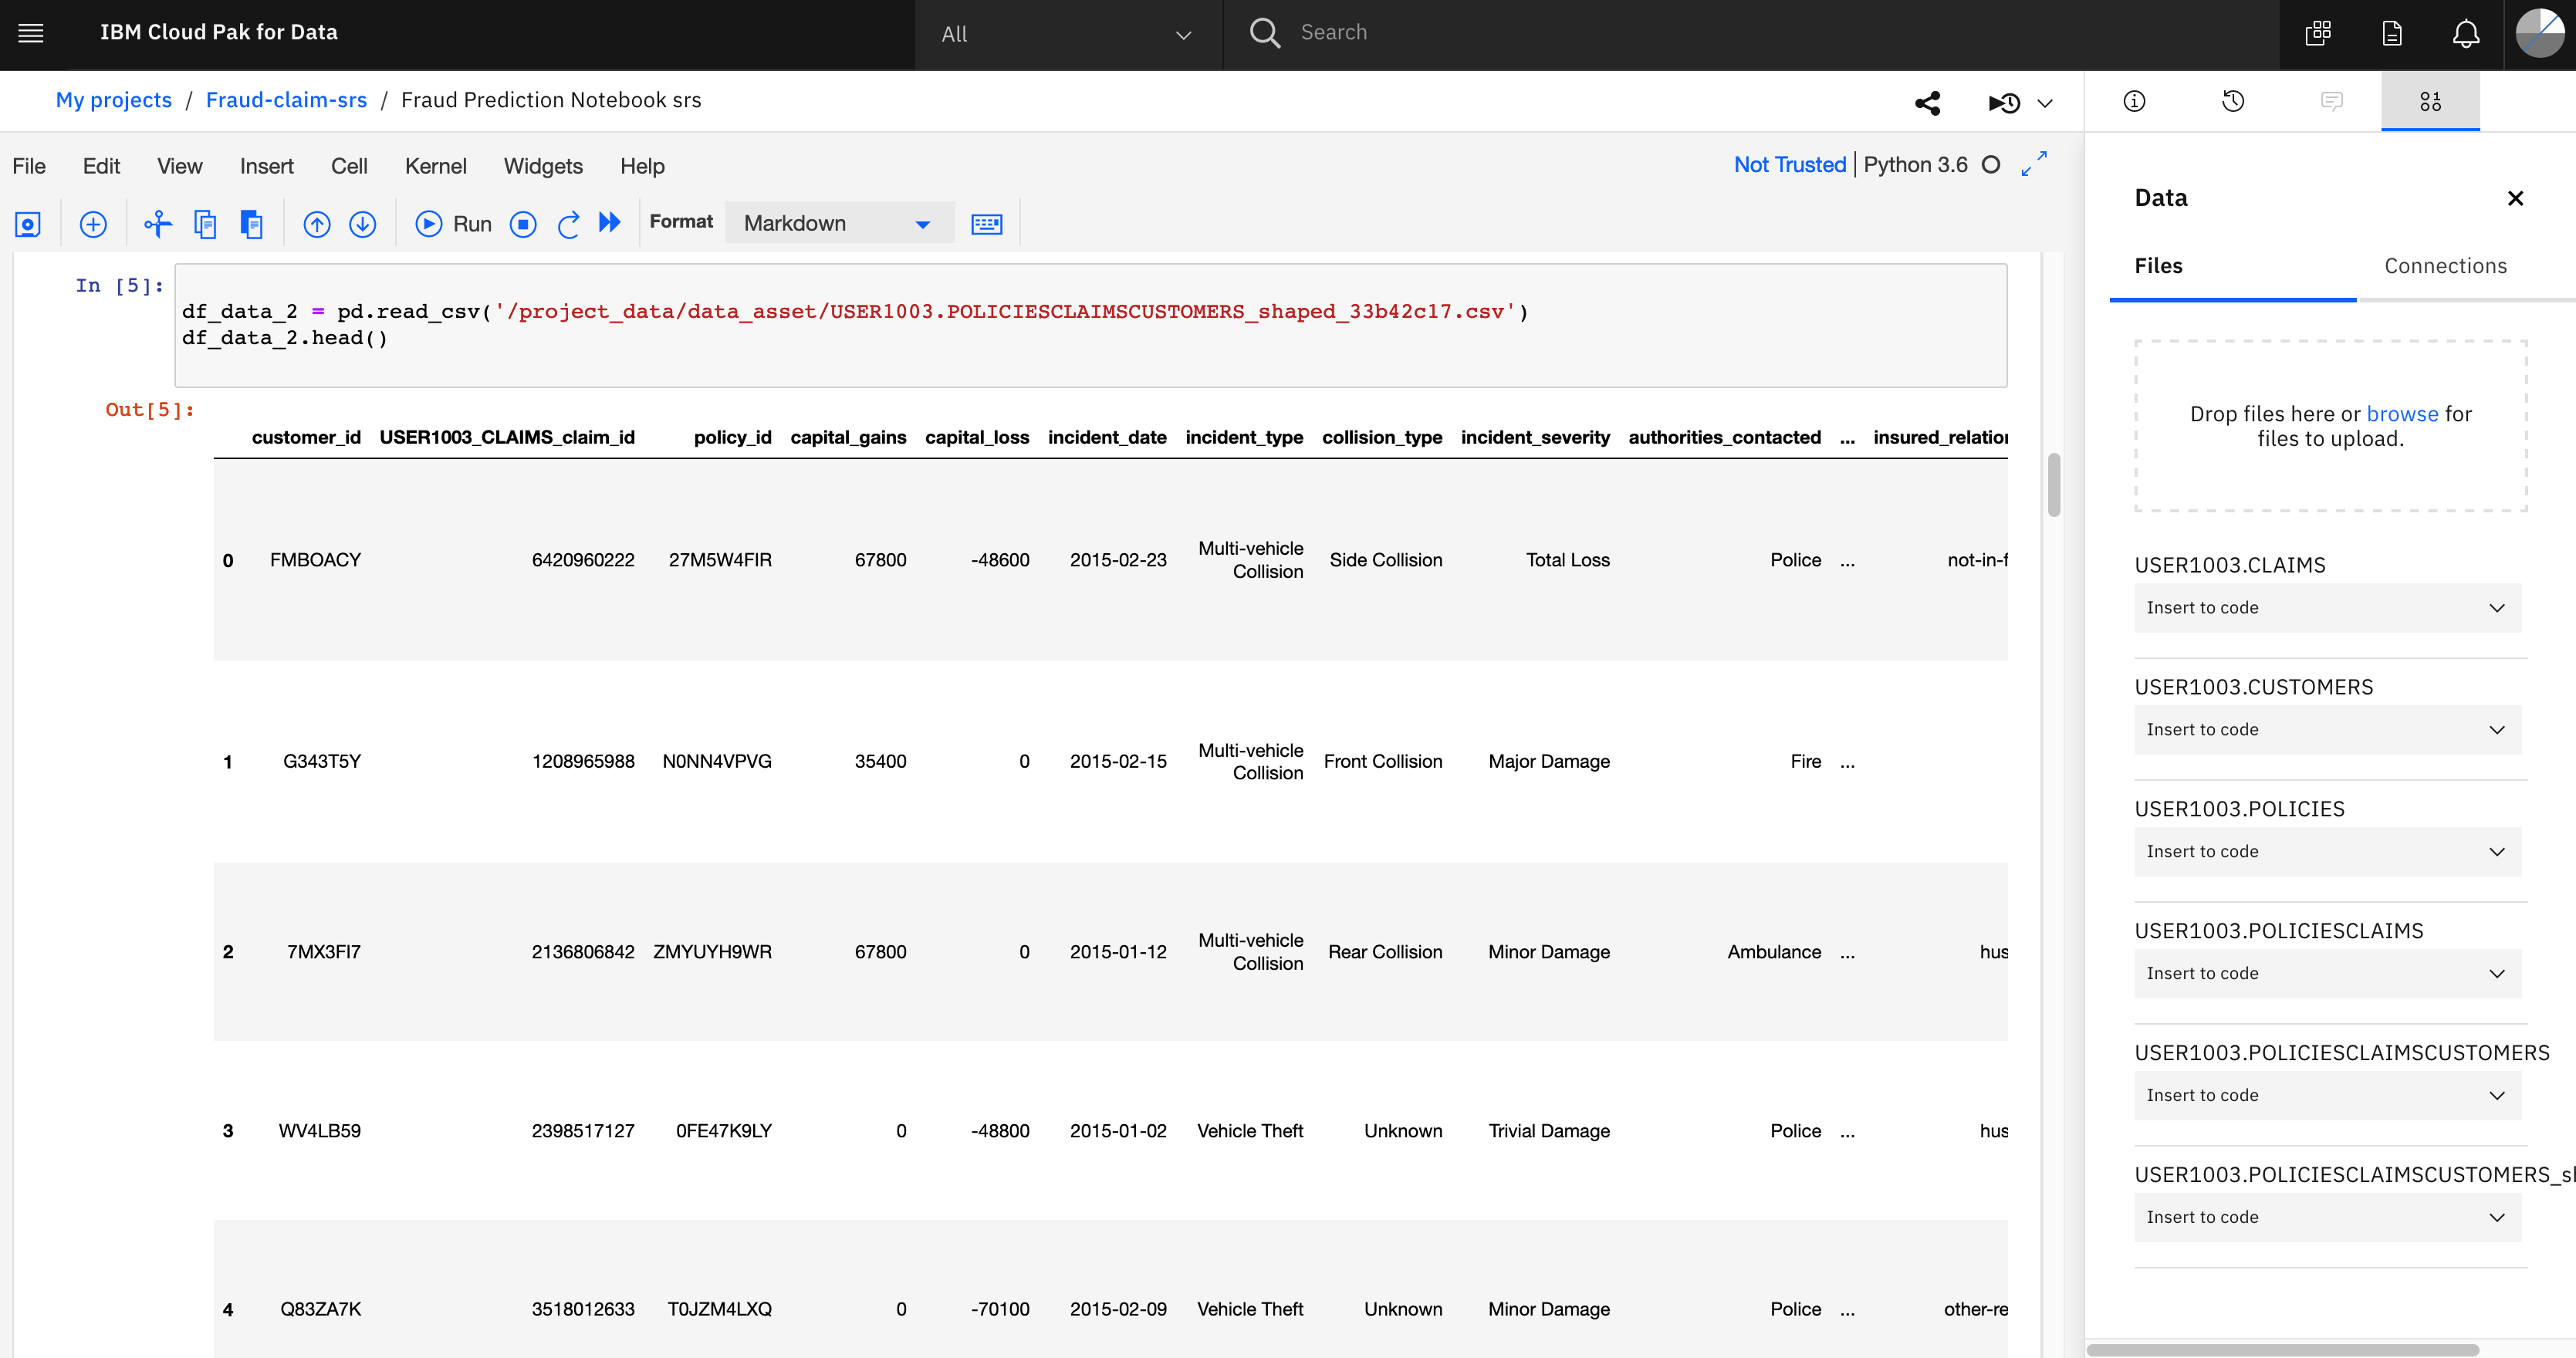 IBM Cloud Pak for Data
All
Search
My projects / Fraud-claim-srs / Fraud Prediction Notebook srs
File Edit View Insert Cell Kernel Widgets Help
Not Trusted Python 3.6
Run
Format
Markdown
In [5]:
df_data_2 = pd.read_csv('/project_data/data_asset/USER1003.POLICIESCLAIMSCUSTOMERS_shaped_33b42c17.csv')
df_data_2.head()
Out[5]:
customer_id USER1003_CLAIMS_claim_id policy_id capital_gains capital_loss incident_date incident_type collision_type incident_severity authorities_contacted ... insured_relation
0 FMBOACY 6420960222 27M5W4FIR 67800 -48600 2015-02-23 Multi-vehicle Collision Side Collision Total Loss Police ... not-in-f
1 G343T5Y 1208965988 N0NN4VPVG 35400 0 2015-02-15 Multi-vehicle Collision Front Collision Major Damage Fire ...
2 7MX3FI7 2136806842 ZMYUYH9WR 67800 0 2015-01-12 Multi-vehicle Collision Rear Collision Minor Damage Ambulance ... hus
3 WV4LB59 2398517127 0FE47K9LY 0 -48800 2015-01-02 Vehicle Theft Unknown Trivial Damage Police ... hus
4 Q83ZA7K 3518012633 T0JZM4LXQ 0 -70100 2015-02-09 Vehicle Theft Unknown Minor Damage Police ... other-re
Data
Files
Connections
Drop files here or browse for
files to upload.
USER1003.CLAIMS
Insert to code
USER1003.CUSTOMERS
Insert to code
USER1003.POLICIES
Insert to code
USER1003.POLICIESCLAIMS
Insert to code
USER1003.POLICIESCLAIMSCUSTOMERS
Insert to code
USER1003.POLICIESCLAIMSCUSTOMERS_sh
Insert to code